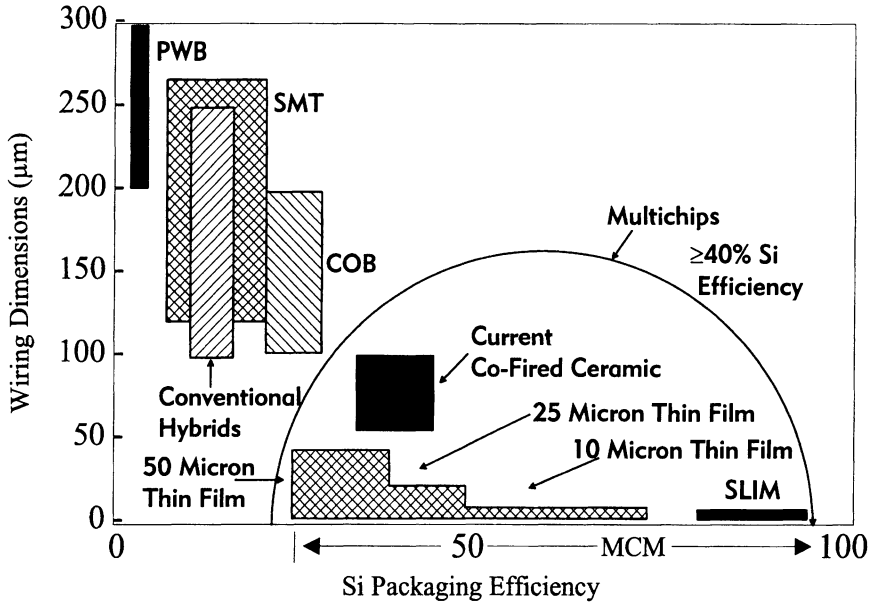 300
250
200
150
100
50
0
Wiring Dimensions (μm)
PWB
SMT
COB
Multichips
≥40% Si
Efficiency
Current
Co-Fired Ceramic
Conventional
Hybrids
25 Micron Thin Film
10 Micron Thin Film
50 Micron
Thin Film
SLIM
0
50
MCM
100
Si Packaging Efficiency